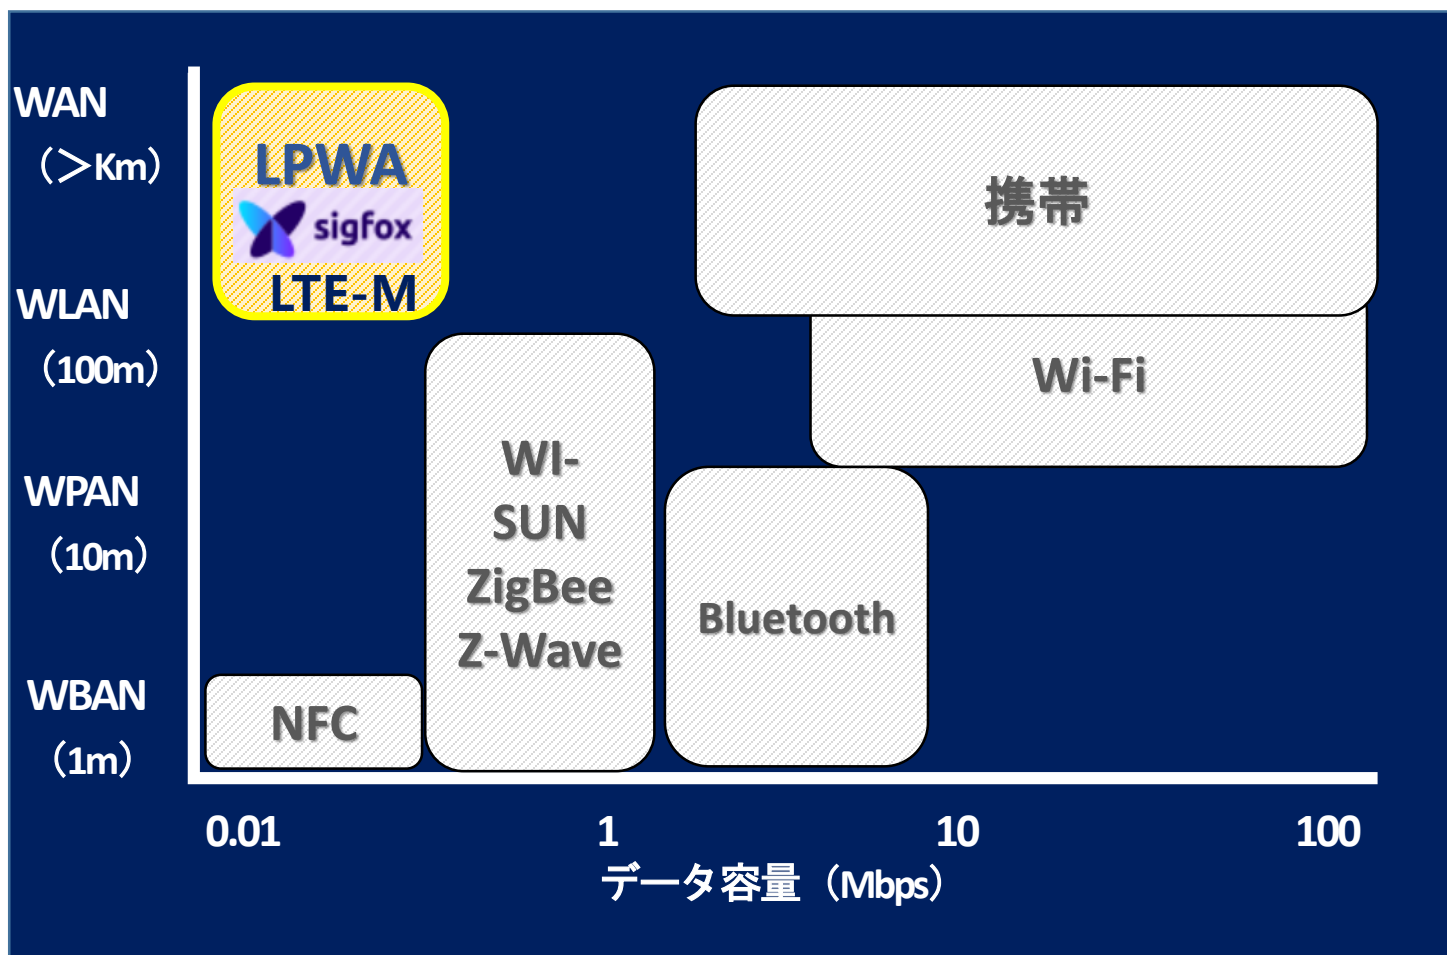 WAN
（＞Km）
LPWA
sigfox
LTE-M
携帯
WLAN
（100m）
Wi-Fi
WI-
SUN
ZigBee
Z-Wave
WPAN
（10m）
Bluetooth
WBAN
（1m）
NFC
0.01 1 10 100
データ容量（Mbps）